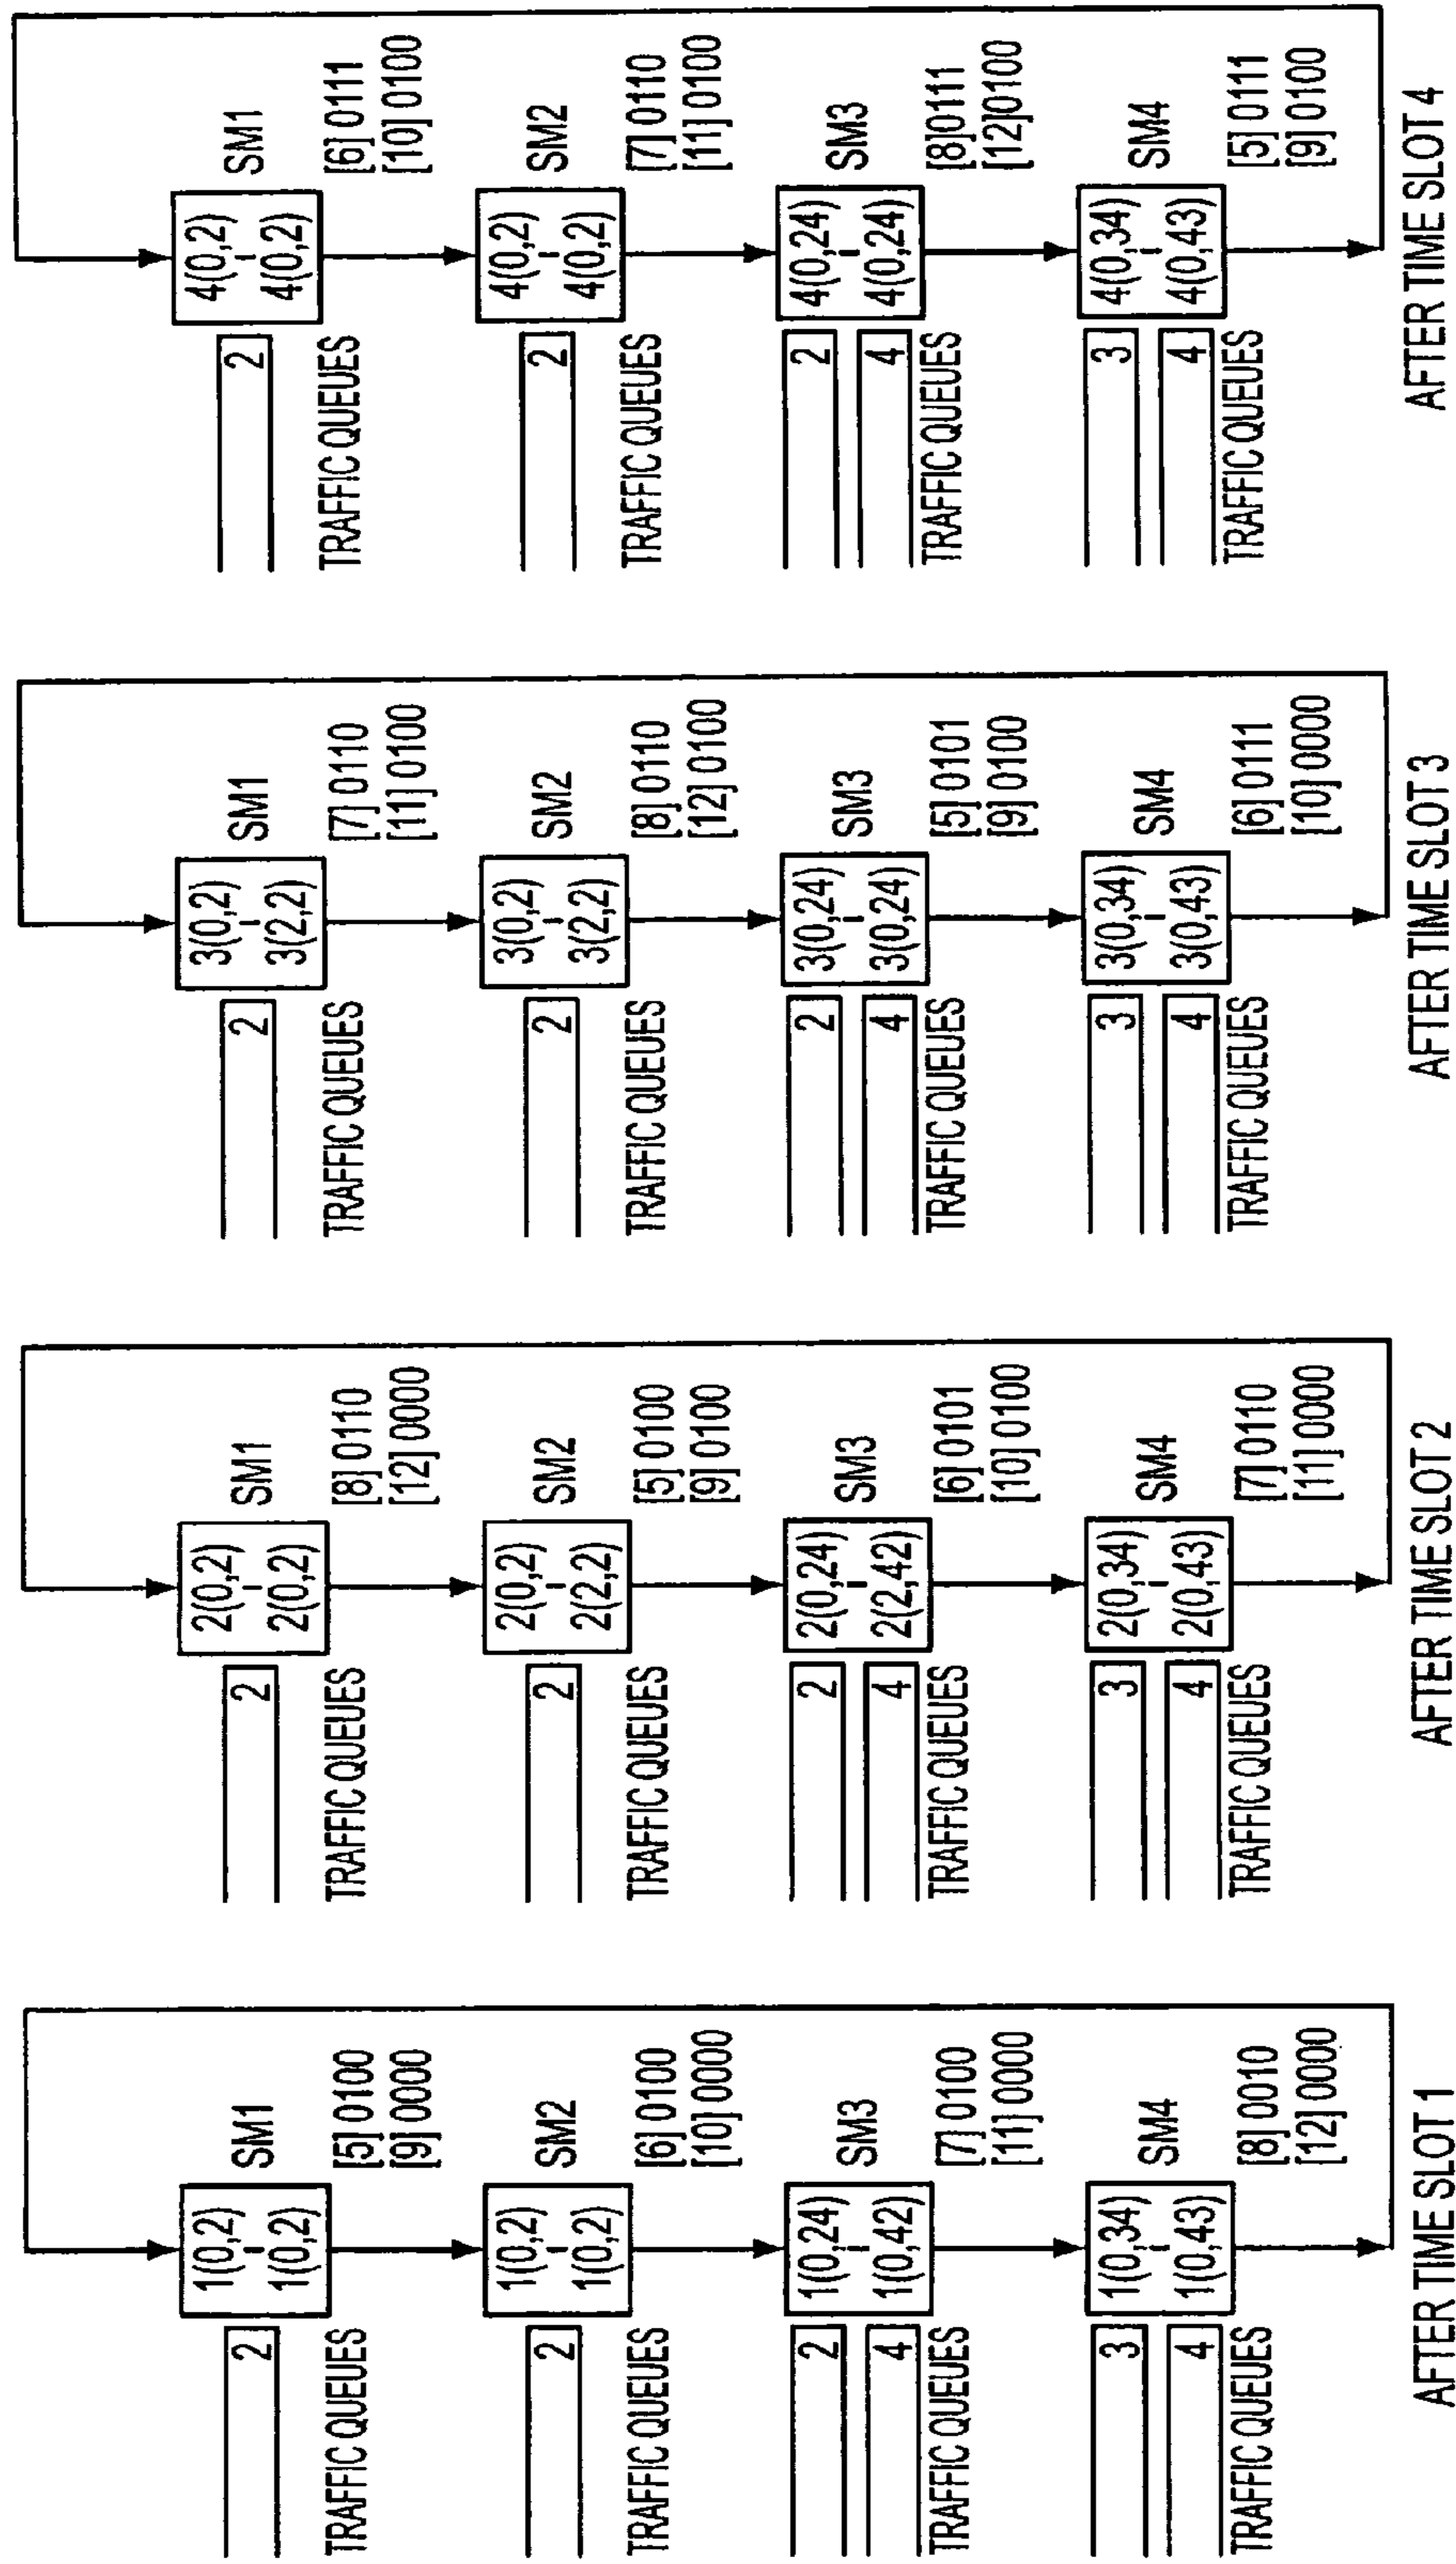 SM1
1(0,2)
-
1(0,2)
2
[5] 0100
[9] 0000
TRAFFIC QUEUES
SM2
1(0,2)
-
1(0,2)
2
[6] 0100
[10] 0000
TRAFFIC QUEUES
SM3
1(0,24)
-
1(0,42)
2
4
[7] 0100
[11] 0000
TRAFFIC QUEUES
SM4
1(0,34)
-
1(0,43)
3
4
[8] 0010
[12] 0000
TRAFFIC QUEUES
AFTER TIME SLOT 1
SM1
2(0,2)
-
2(0,2)
2
[8] 0110
[12] 0000
TRAFFIC QUEUES
SM2
2(0,2)
-
2(2,2)
2
[5] 0100
[9] 0100
TRAFFIC QUEUES
SM3
2(0,24)
-
2(2,42)
2
4
[6] 0101
[10] 0100
TRAFFIC QUEUES
SM4
2(0,34)
-
2(0,43)
3
4
[7] 0110
[11] 0000
TRAFFIC QUEUES
AFTER TIME SLOT 2
SM1
3(0,2)
-
3(2,2)
2
[7] 0110
[11] 0100
TRAFFIC QUEUES
SM2
3(0,2)
-
3(2,2)
2
[8] 0110
[12] 0100
TRAFFIC QUEUES
SM3
3(0,24)
-
3(0,24)
2
4
[5] 0101
[9] 0100
TRAFFIC QUEUES
SM4
3(0,34)
-
3(0,43)
3
4
[6] 0111
[10] 0000
TRAFFIC QUEUES
AFTER TIME SLOT 3
SM1
4(0,2)
-
4(0,2)
2
[6] 0111
[10] 0100
TRAFFIC QUEUES
SM2
4(0,2)
-
4(0,2)
2
[7] 0110
[11] 0100
TRAFFIC QUEUES
SM3
4(0,24)
-
4(0,24)
2
4
[8]0111
[12]0100
TRAFFIC QUEUES
SM4
4(0,34)
-
4(0,43)
3
4
[5] 0111
[9] 0100
TRAFFIC QUEUES
AFTER TIME SLOT 4